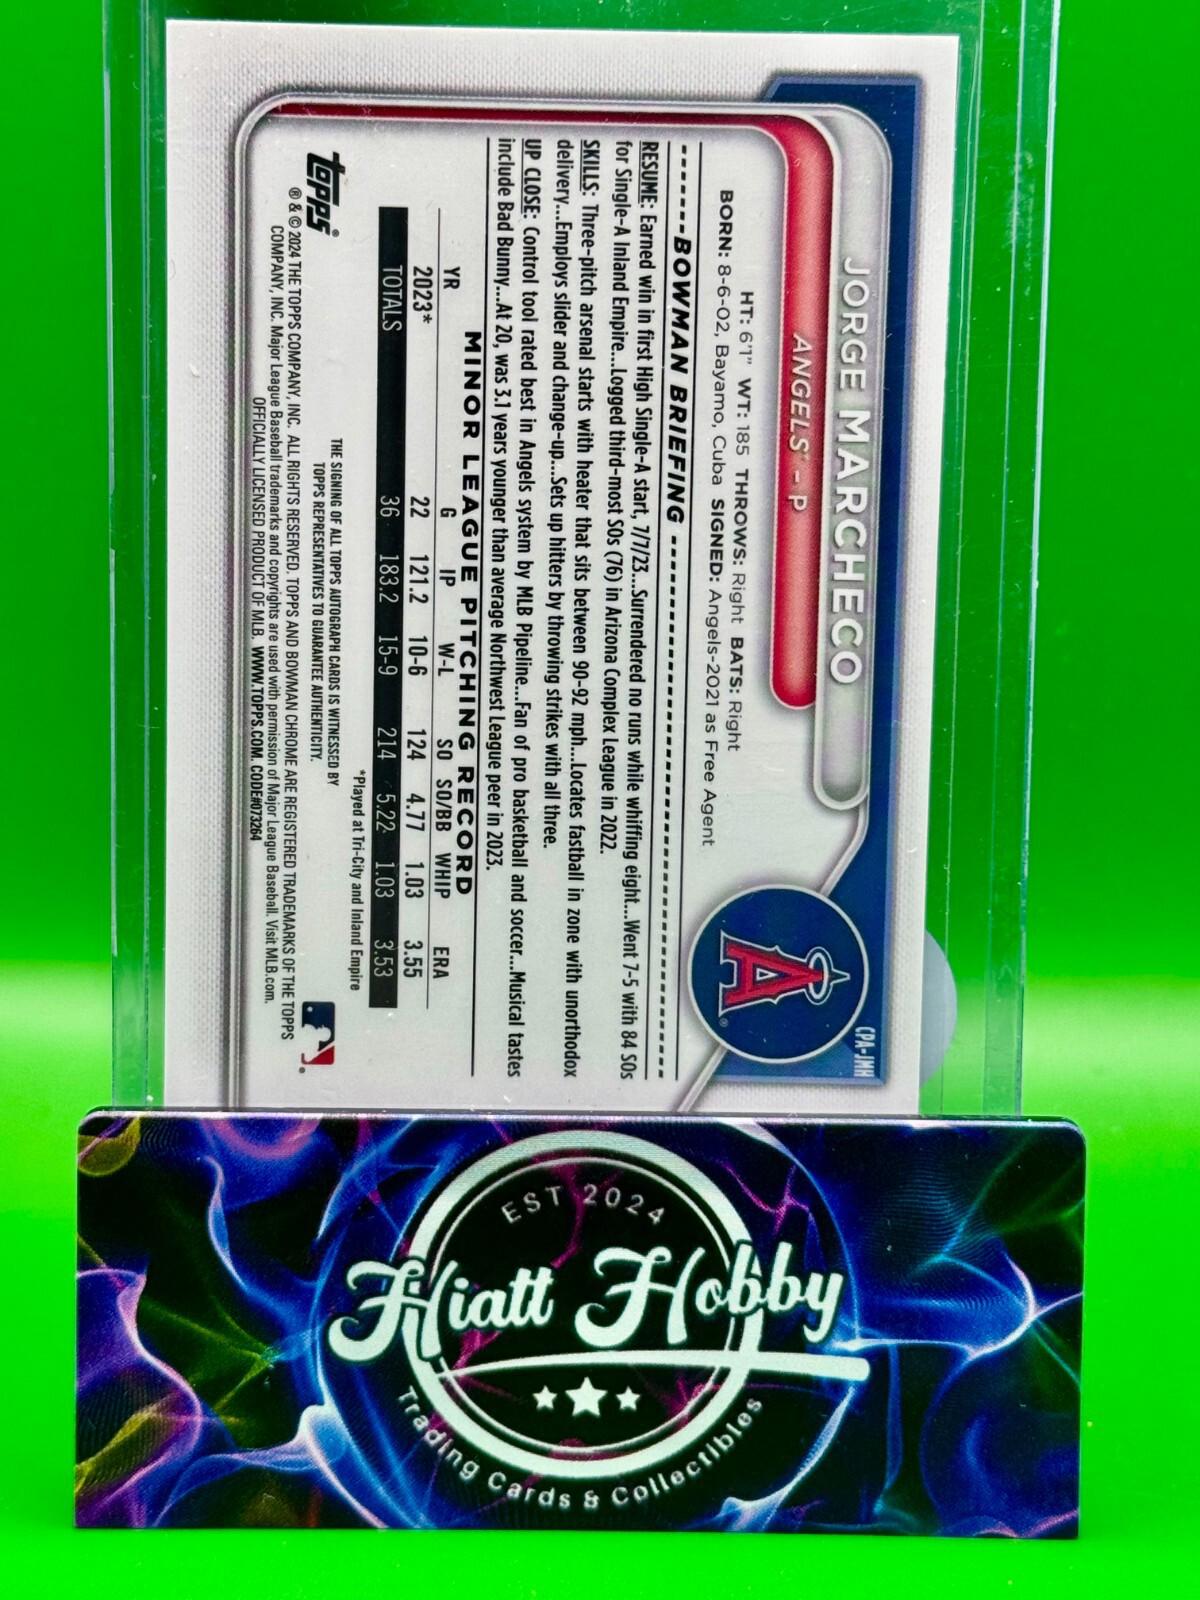 CPA-JMH
JORGE MARCHECO
ANGELS® - P
HT: 6'1" WT: 185 THROWS: Right BATS: Right
BORN: 8-6-02, Bayamo, Cuba SIGNED: Angels-2021 as Free Agent
BOWMAN BRIEFING
RESUME: Earned win in first High Single-A start, 7/7/23...Surrendered no runs while whiffing eight...Went 7-5 with 84 SOs
for Single-A Inland Empire...Logged third-most SOs (76) in Arizona Complex League in 2022.
SKILLS: Three-pitch arsenal starts with heater that sits between 90-92 mph...Locates fastball in zone with unorthodox
delivery...Employs slider and change-up...Sets up hitters by throwing strikes with all three.
UP CLOSE: Control tool rated best in Angels system by MLB Pipeline...Fan of pro basketball and soccer...Musical tastes
include Bad Bunny...At 20, was 3.1 years younger than average Northwest League peer in 2023.
MINOR LEAGUE PITCHING RECORD
YR G IP W-L SO SO/BB WHIP ERA
2023* 22 121.2 10-6 124 4.77 1.03 3.55
TOTALS 36 183.2 15-9 214 5.22 1.03 3.53
*Played at Tri-City and Inland Empire
THE SIGNING OF ALL TOPPS AUTOGRAPH CARDS IS WITNESSED BY
TOPPS REPRESENTATIVES TO GUARANTEE AUTHENTICITY.
topps®
® & © 2024 THE TOPPS COMPANY, INC. ALL RIGHTS RESERVED. TOPPS AND BOWMAN CHROME ARE REGISTERED TRADEMARKS OF THE TOPPS
COMPANY, INC. Major League Baseball trademarks and copyrights are used with permission of Major League Baseball. Visit MLB.com.
OFFICIALLY LICENSED PRODUCT OF MLB. WWW.TOPPS.COM. CODE#073264
A
EST 2024
Hiatt Hobby
Trading Cards & Collectibles